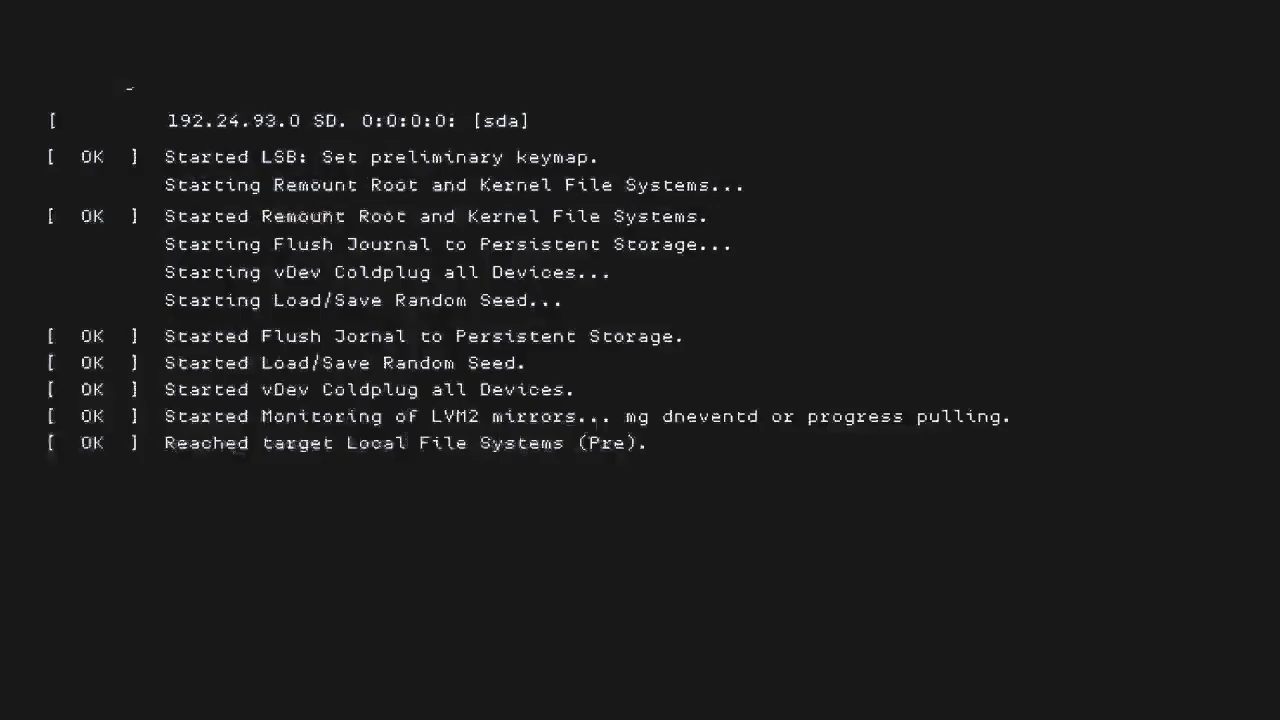 [ 192.24.93.0 SD. 0:0:0:0: [sda]
[ OK ] Started LSB: Set preliminary keymap.
Starting Remount Root and Kernel File Systems...
[ OK ] Started Remount Root and Kernel File Systems.
Starting Flush Journal to Persistent Storage...
Starting vDev Coldplug all Devices...
Starting Load/Save Random Seed...
[ OK ] Started Flush Jornal to Persistent Storage.
[ OK ] Started Load/Save Random Seed.
[ OK ] Started vDev Coldplug all Devices.
[ OK ] Started Monitoring of LVM2 mirrors... mg dneventd or progress pulling.
[ OK ] Reached target Local File Systems (Pre).